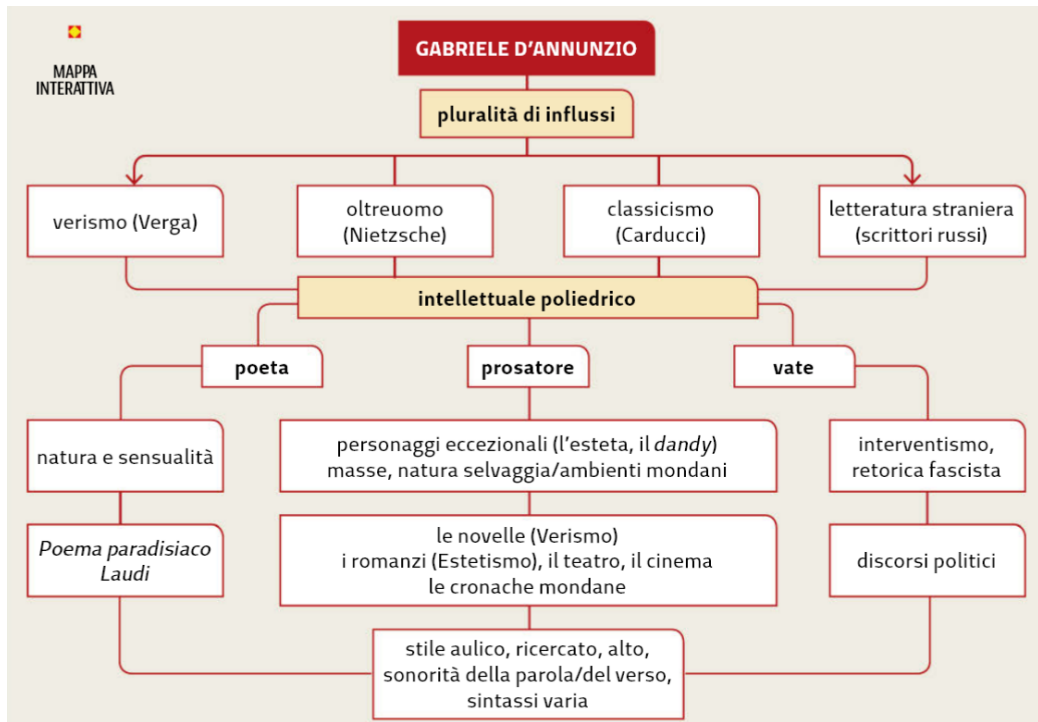 MAPPA
INTERATTIVA
GABRIELE D'ANNUNZIO
pluralità di influssi
verismo (Verga)
oltreuomo
(Nietzsche)
classicismo
(Carducci)
letteratura straniera
(scrittori russi)
intellettuale poliedrico
poeta
prosatore
vate
natura e sensualità
personaggi eccezionali (l'esteta, il dandy)
masse, natura selvaggia/ambienti mondani
interventismo,
retorica fascista
Poema paradisiaco
Laudi
le novelle (Verismo)
i romanzi (Estetismo), il teatro, il cinema
le cronache mondane
discorsi politici
stile aulico, ricercato, alto,
sonorità della parola/del verso,
sintassi varia